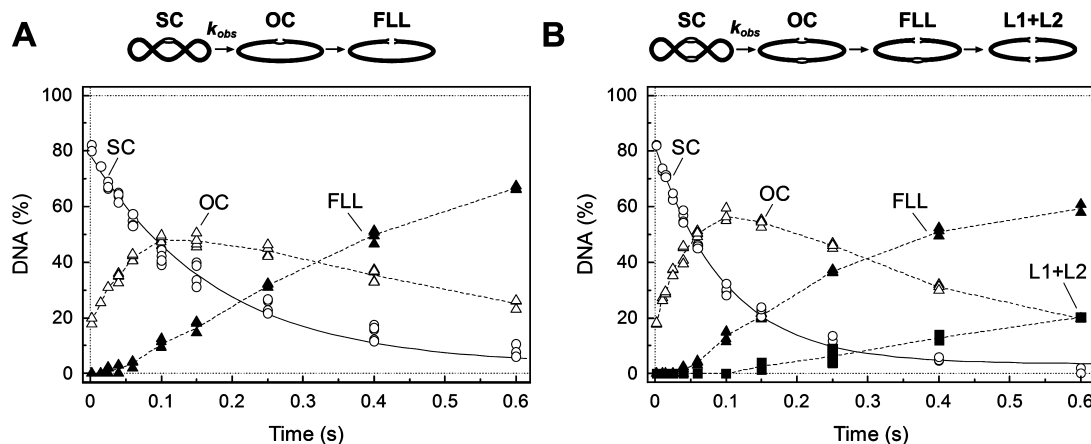 A
SC k_obs OC FLL
100
80
60
40
20
0
DNA (%)
SC
OC
FLL
0 0.1 0.2 0.3 0.4 0.5 0.6
Time (s)
B
SC k_obs OC FLL L1+L2
100
80
60
40
20
0
DNA (%)
SC
OC
FLL
L1+L2
0 0.1 0.2 0.3 0.4 0.5 0.6
Time (s)